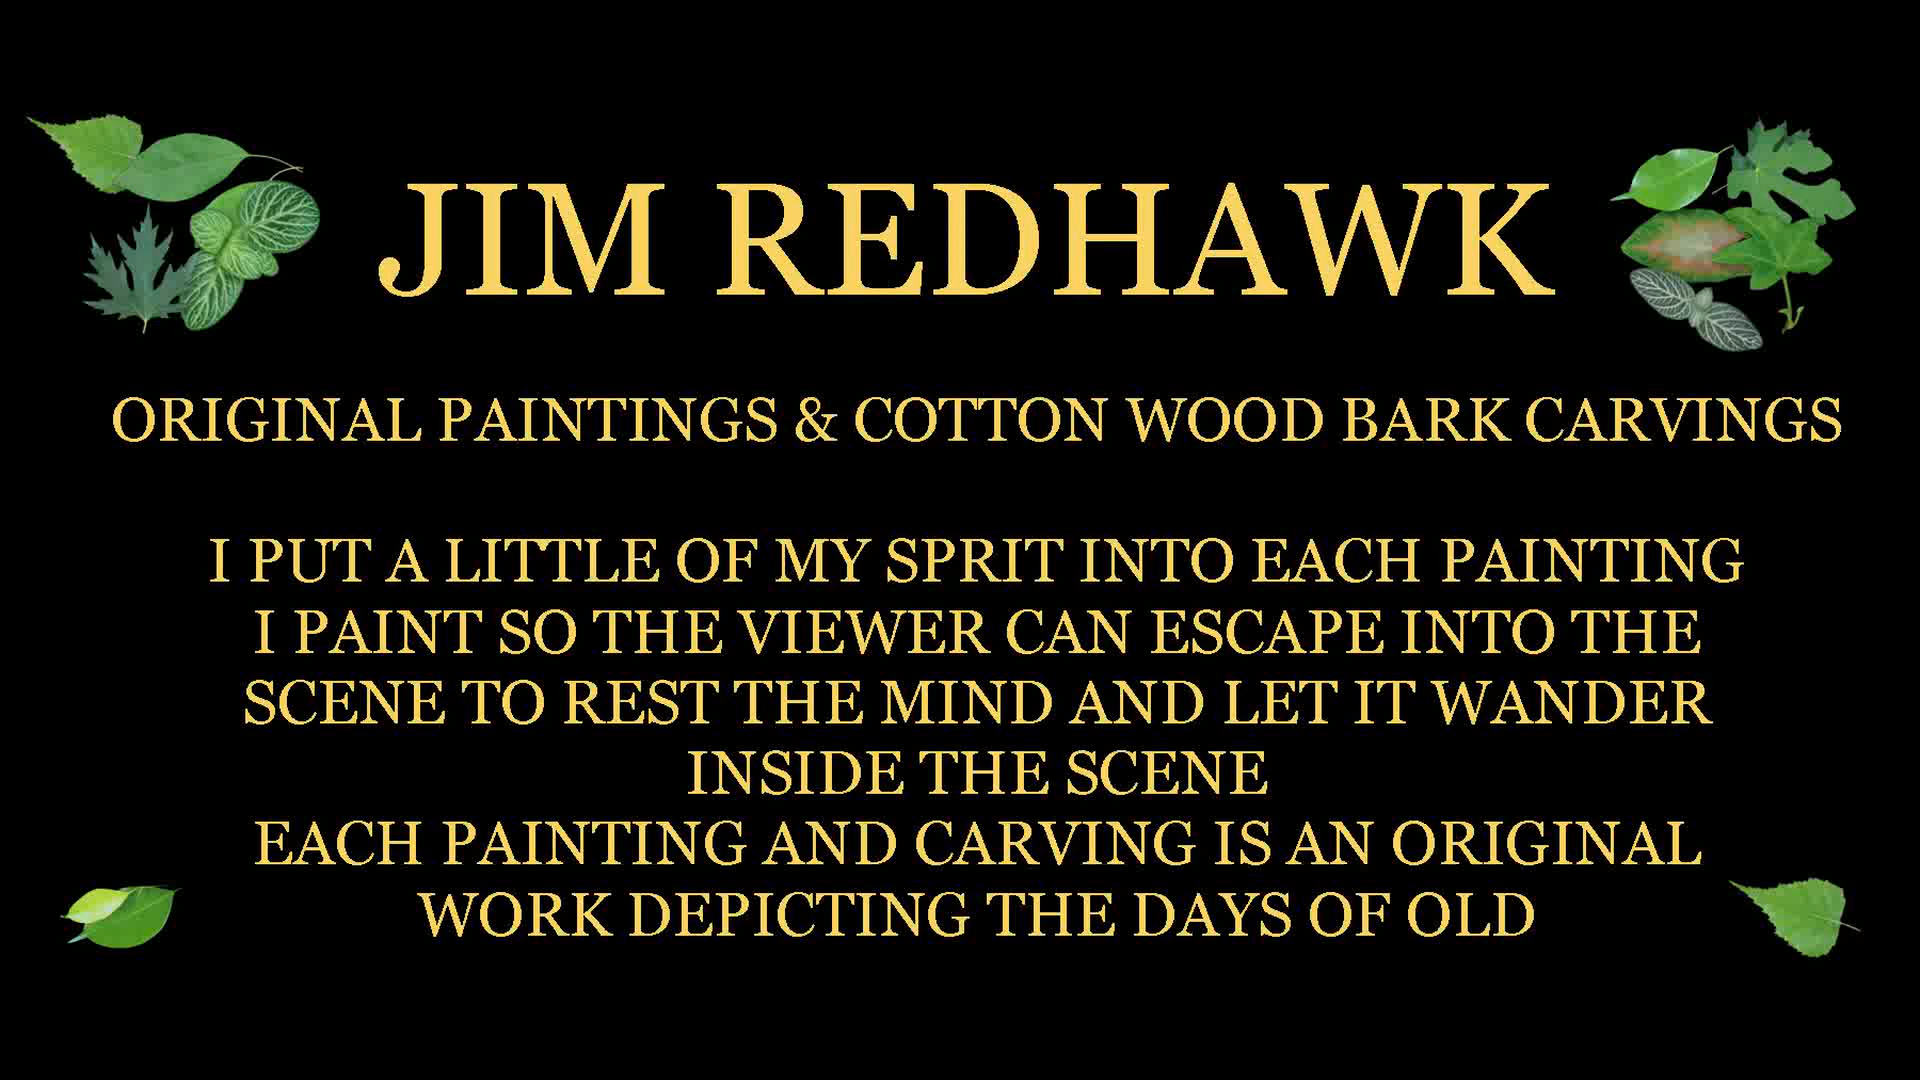 JIM REDHAWK
ORIGINAL PAINTINGS & COTTON WOOD BARK CARVINGS
I PUT A LITTLE OF MY SPRIT INTO EACH PAINTING
I PAINT SO THE VIEWER CAN ESCAPE INTO THE
SCENE TO REST THE MIND AND LET IT WANDER
INSIDE THE SCENE
EACH PAINTING AND CARVING IS AN ORIGINAL
WORK DEPICTING THE DAYS OF OLD